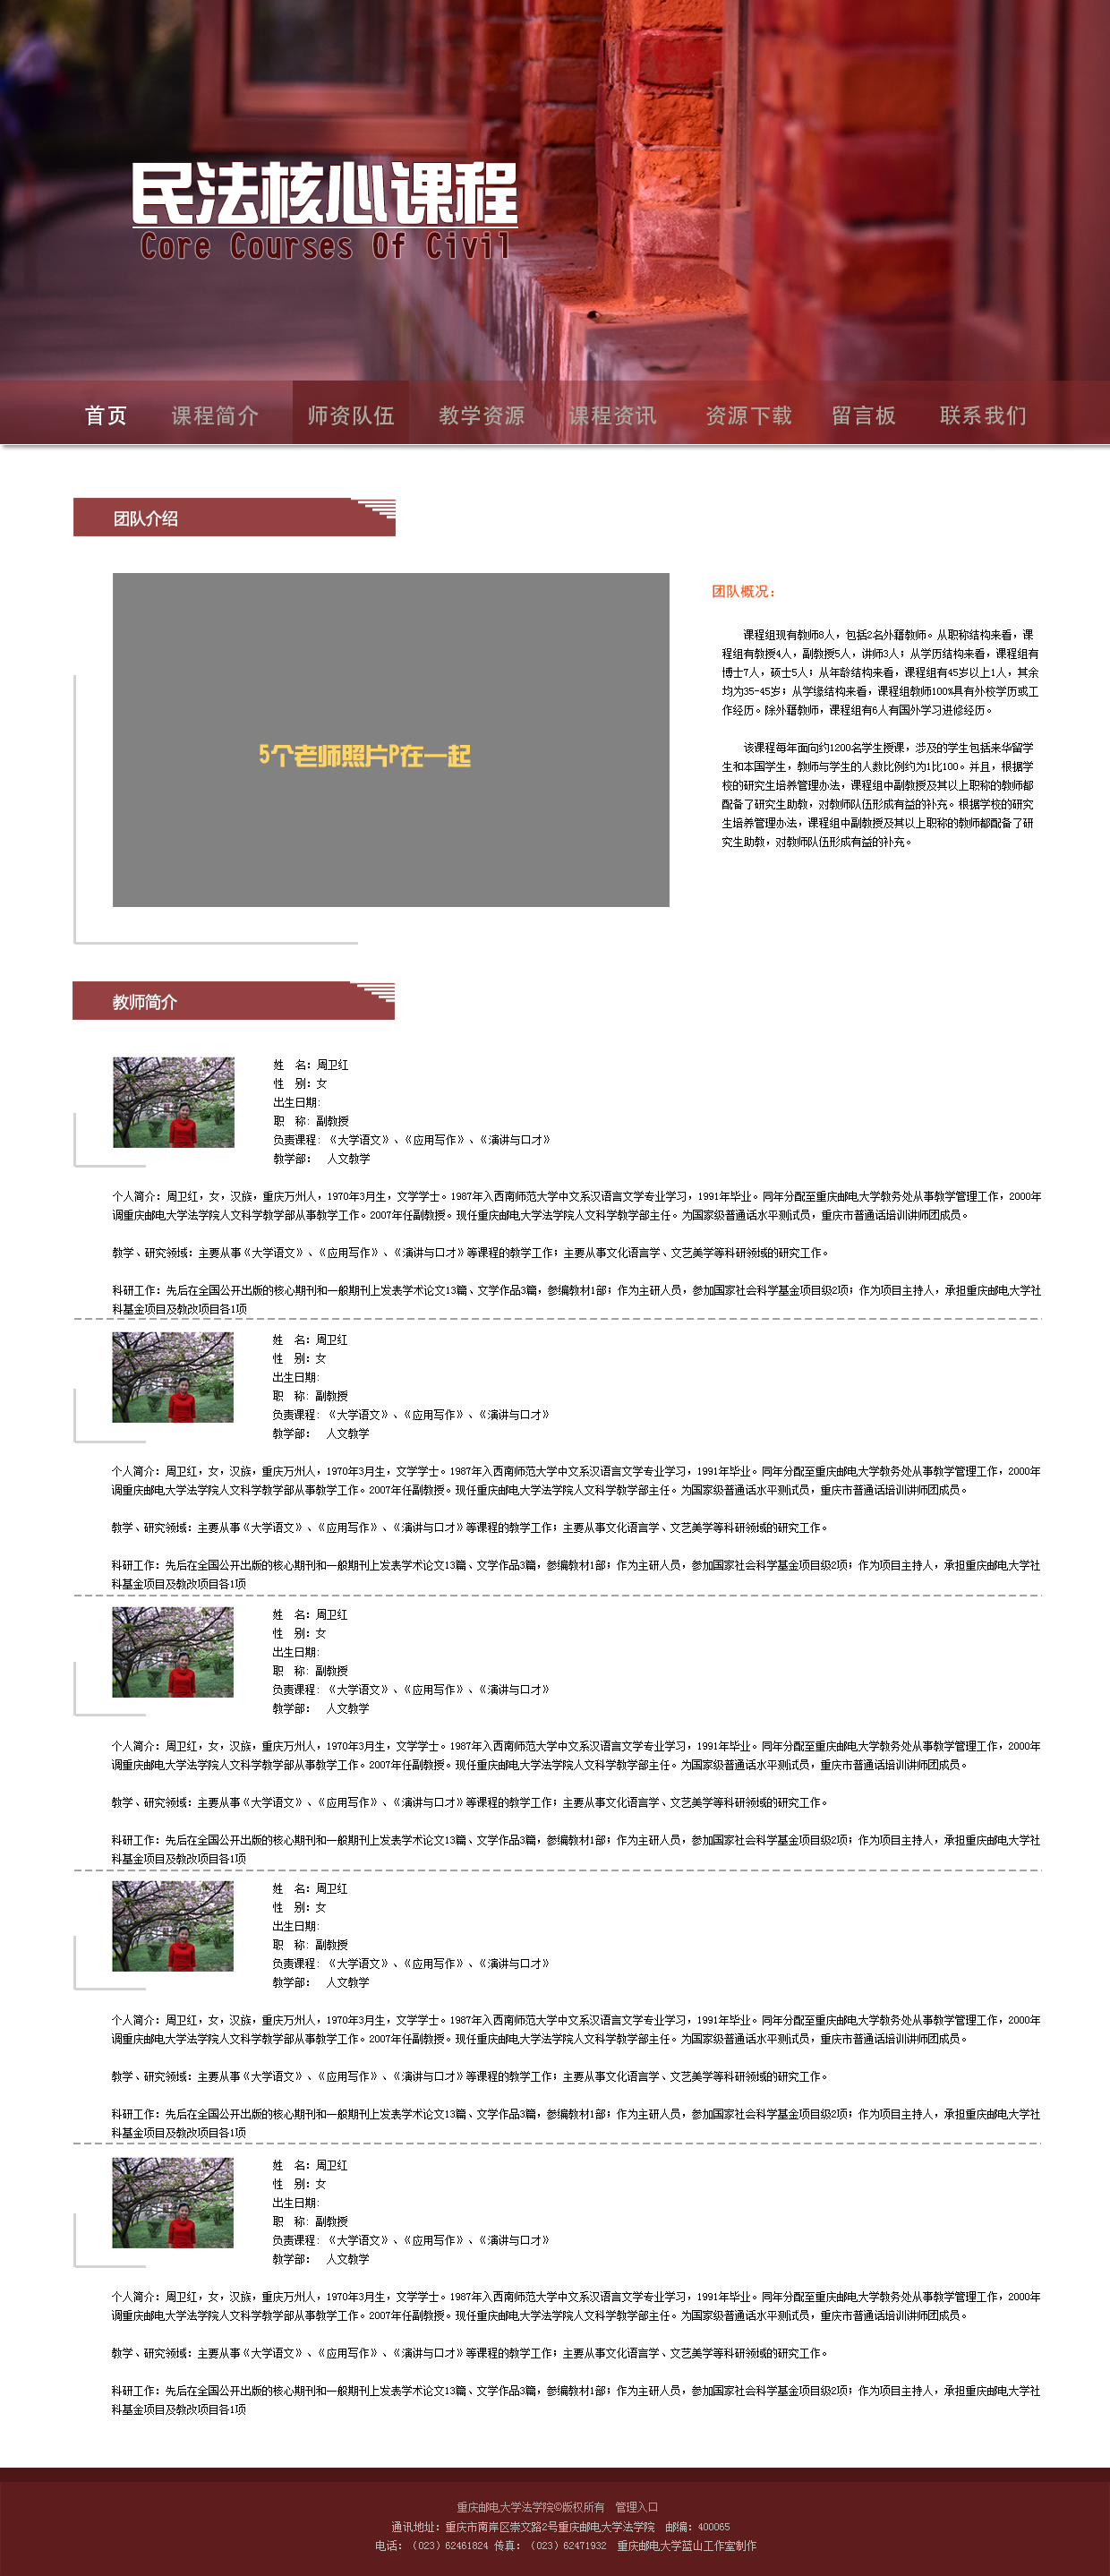 民法核心课程
Core Courses Of Civil
首页 课程简介 师资队伍 教学资源 课程资讯 资源下载 留言板 联系我们
团队介绍
5个老师照片P在一起
团队概况：
课程组现有教师8人，包括2名外籍教师。从职称结构来看，课
程组有教授4人，副教授5人，讲师3人；从学历结构来看，课程组有
博士7人，硕士5人；从年龄结构来看，课程组有45岁以上1人，其余
均为35-45岁；从学缘结构来看，课程组教师100%具有外校学历或工
作经历。除外籍教师，课程组有6人有国外学习进修经历。
该课程每年面向约1200名学生授课，涉及的学生包括来华留学
生和本国学生，教师与学生的人数比例约为1比100。并且，根据学
校的研究生培养管理办法，课程组中副教授及其以上职称的教师都
配备了研究生助教，对教师队伍形成有益的补充。根据学校的研究
生培养管理办法，课程组中副教授及其以上职称的教师都配备了研
究生助教，对教师队伍形成有益的补充。
教师简介
姓 名：周卫红
性 别：女
出生日期:
职 称: 副教授
负责课程: 《大学语文》、《应用写作》、《演讲与口才》
教学部： 人文教学
个人简介：周卫红，女，汉族，重庆万州人，1970年3月生，文学学士。1987年入西南师范大学中文系汉语言文学专业学习，1991年毕业。同年分配至重庆邮电大学教务处从事教学管理工作，2000年
调重庆邮电大学法学院人文科学教学部从事教学工作。2007年任副教授。现任重庆邮电大学法学院人文科学教学部主任。为国家级普通话水平测试员，重庆市普通话培训讲师团成员。
教学、研究领域：主要从事《大学语文》、《应用写作》、《演讲与口才》等课程的教学工作；主要从事文化语言学、文艺美学等科研领域的研究工作。
科研工作：先后在全国公开出版的核心期刊和一般期刊上发表学术论文13篇、文学作品3篇，参编教材1部；作为主研人员，参加国家社会科学基金项目级2项；作为项目主持人，承担重庆邮电大学社
科基金项目及教改项目各1项
姓 名：周卫红
性 别：女
出生日期:
职 称: 副教授
负责课程: 《大学语文》、《应用写作》、《演讲与口才》
教学部： 人文教学
个人简介：周卫红，女，汉族，重庆万州人，1970年3月生，文学学士。1987年入西南师范大学中文系汉语言文学专业学习，1991年毕业。同年分配至重庆邮电大学教务处从事教学管理工作，2000年
调重庆邮电大学法学院人文科学教学部从事教学工作。2007年任副教授。现任重庆邮电大学法学院人文科学教学部主任。为国家级普通话水平测试员，重庆市普通话培训讲师团成员。
教学、研究领域：主要从事《大学语文》、《应用写作》、《演讲与口才》等课程的教学工作；主要从事文化语言学、文艺美学等科研领域的研究工作。
科研工作：先后在全国公开出版的核心期刊和一般期刊上发表学术论文13篇、文学作品3篇，参编教材1部；作为主研人员，参加国家社会科学基金项目级2项；作为项目主持人，承担重庆邮电大学社
科基金项目及教改项目各1项
姓 名：周卫红
性 别：女
出生日期:
职 称: 副教授
负责课程: 《大学语文》、《应用写作》、《演讲与口才》
教学部： 人文教学
个人简介：周卫红，女，汉族，重庆万州人，1970年3月生，文学学士。1987年入西南师范大学中文系汉语言文学专业学习，1991年毕业。同年分配至重庆邮电大学教务处从事教学管理工作，2000年
调重庆邮电大学法学院人文科学教学部从事教学工作。2007年任副教授。现任重庆邮电大学法学院人文科学教学部主任。为国家级普通话水平测试员，重庆市普通话培训讲师团成员。
教学、研究领域：主要从事《大学语文》、《应用写作》、《演讲与口才》等课程的教学工作；主要从事文化语言学、文艺美学等科研领域的研究工作。
科研工作：先后在全国公开出版的核心期刊和一般期刊上发表学术论文13篇、文学作品3篇，参编教材1部；作为主研人员，参加国家社会科学基金项目级2项；作为项目主持人，承担重庆邮电大学社
科基金项目及教改项目各1项
姓 名：周卫红
性 别：女
出生日期:
职 称: 副教授
负责课程: 《大学语文》、《应用写作》、《演讲与口才》
教学部： 人文教学
个人简介：周卫红，女，汉族，重庆万州人，1970年3月生，文学学士。1987年入西南师范大学中文系汉语言文学专业学习，1991年毕业。同年分配至重庆邮电大学教务处从事教学管理工作，2000年
调重庆邮电大学法学院人文科学教学部从事教学工作。2007年任副教授。现任重庆邮电大学法学院人文科学教学部主任。为国家级普通话水平测试员，重庆市普通话培训讲师团成员。
教学、研究领域：主要从事《大学语文》、《应用写作》、《演讲与口才》等课程的教学工作；主要从事文化语言学、文艺美学等科研领域的研究工作。
科研工作：先后在全国公开出版的核心期刊和一般期刊上发表学术论文13篇、文学作品3篇，参编教材1部；作为主研人员，参加国家社会科学基金项目级2项；作为项目主持人，承担重庆邮电大学社
科基金项目及教改项目各1项
姓 名：周卫红
性 别：女
出生日期:
职 称: 副教授
负责课程: 《大学语文》、《应用写作》、《演讲与口才》
教学部： 人文教学
个人简介：周卫红，女，汉族，重庆万州人，1970年3月生，文学学士。1987年入西南师范大学中文系汉语言文学专业学习，1991年毕业。同年分配至重庆邮电大学教务处从事教学管理工作，2000年
调重庆邮电大学法学院人文科学教学部从事教学工作。2007年任副教授。现任重庆邮电大学法学院人文科学教学部主任。为国家级普通话水平测试员，重庆市普通话培训讲师团成员。
教学、研究领域：主要从事《大学语文》、《应用写作》、《演讲与口才》等课程的教学工作；主要从事文化语言学、文艺美学等科研领域的研究工作。
科研工作：先后在全国公开出版的核心期刊和一般期刊上发表学术论文13篇、文学作品3篇，参编教材1部；作为主研人员，参加国家社会科学基金项目级2项；作为项目主持人，承担重庆邮电大学社
科基金项目及教改项目各1项
重庆邮电大学法学院©版权所有 管理入口
通讯地址：重庆市南岸区崇文路2号重庆邮电大学法学院 邮编：400065
电话：（023）62461824 传真：（023）62471932 重庆邮电大学蓝山工作室制作